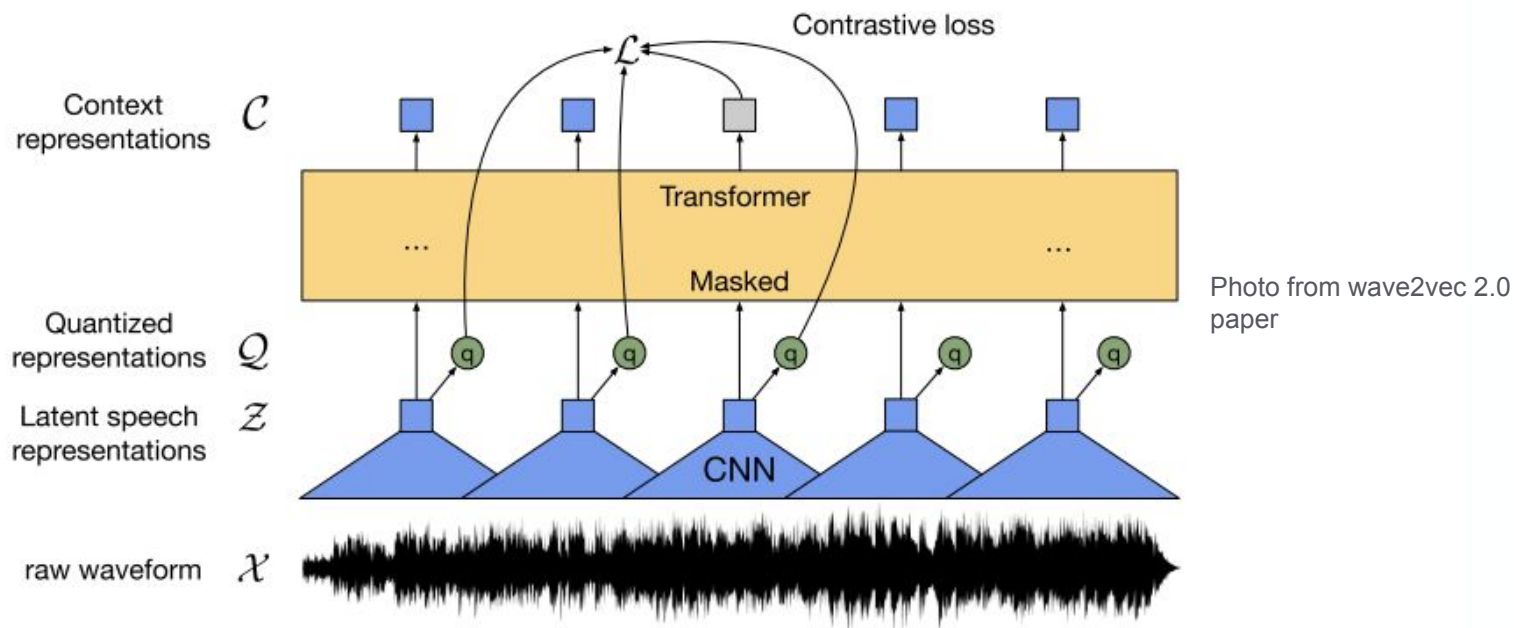 Contrastive loss
ℒ
Context
representations
𝒞
Transformer
...
...
Masked
Photo from wave2vec 2.0
paper
Quantized
representations
𝒬
q
q
q
q
q
Latent speech
representations
𝒵
CNN
raw waveform
𝒳